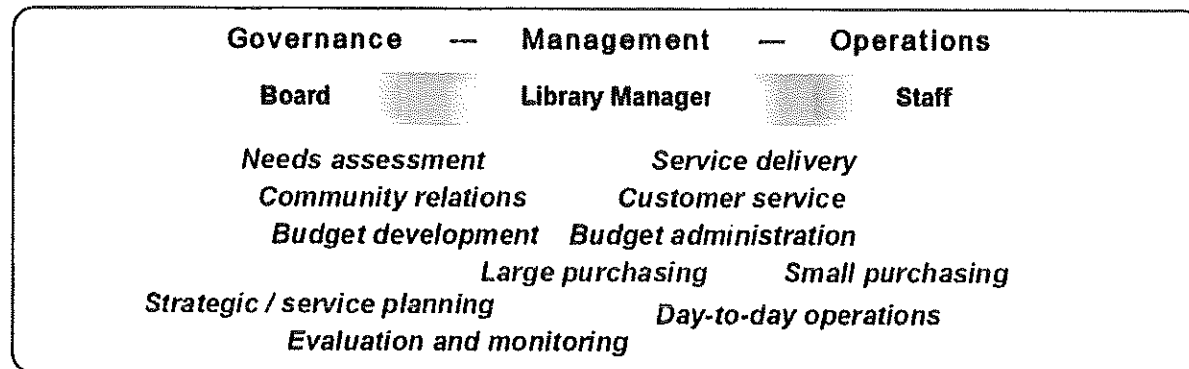 Governance — Management — Operations
Board Library Manager Staff
Needs assessment Service delivery
Community relations Customer service
Budget development Budget administration
Large purchasing Small purchasing
Strategic / service planning Day-to-day operations
Evaluation and monitoring